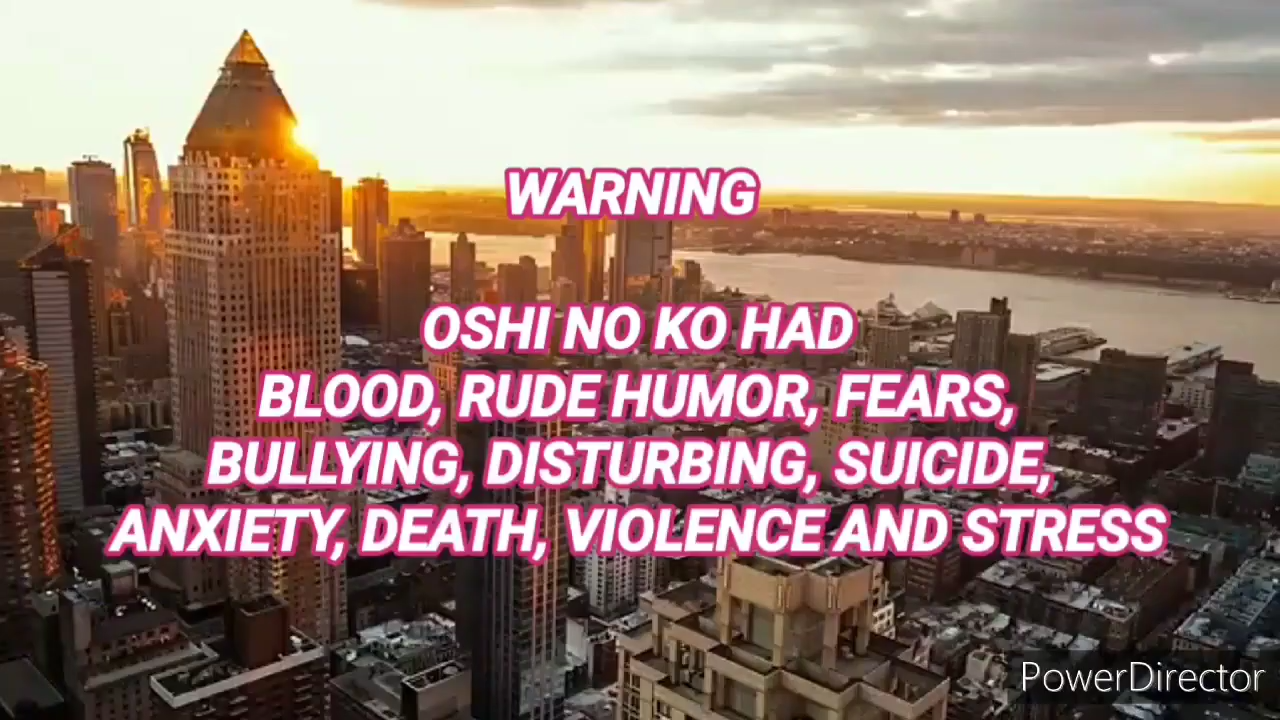 WARNING
OSHI NO KO HAD
BLOOD, RUDE HUMOR, FEARS,
BULLYING, DISTURBING, SUICIDE,
ANXIETY, DEATH, VIOLENCE AND STRESS
PowerDirector